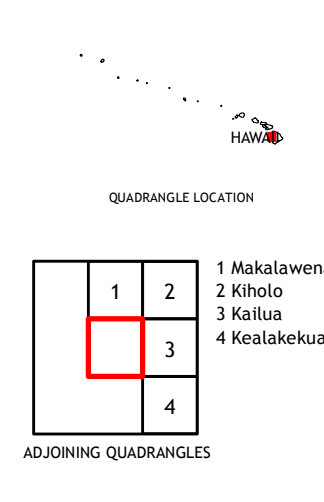 HAWAII
QUADRANGLE LOCATION
1 2
3
4
1 Makalawena
2 Kiholo
3 Kailua
4 Kealakekua
ADJOINING QUADRANGLES